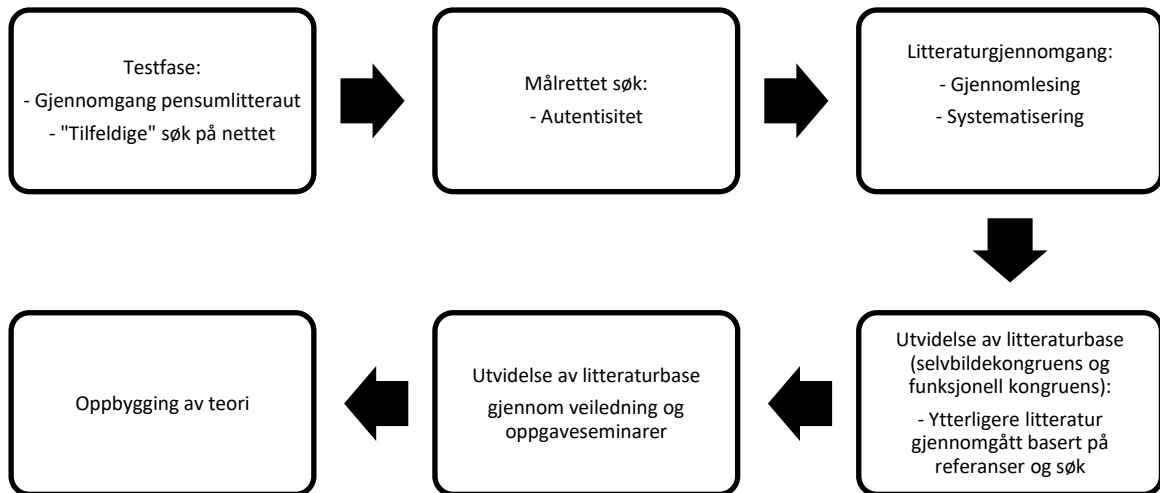 Testfase:
- Gjennomgang pensumlitteraut
- "Tilfeldige" søk på nettet
Målrettet søk:
- Autentisitet
Litteraturgjennomgang:
- Gjennomlesing
- Systematisering
Utvidelse av litteraturbase
(selvbildekongruens og
funksjonell kongruens):
- Ytterligere litteratur
gjennomgått basert på
referanser og søk
Utvidelse av litteraturbase
gjennom veiledning og
oppgaveseminarer
Oppbygging av teori